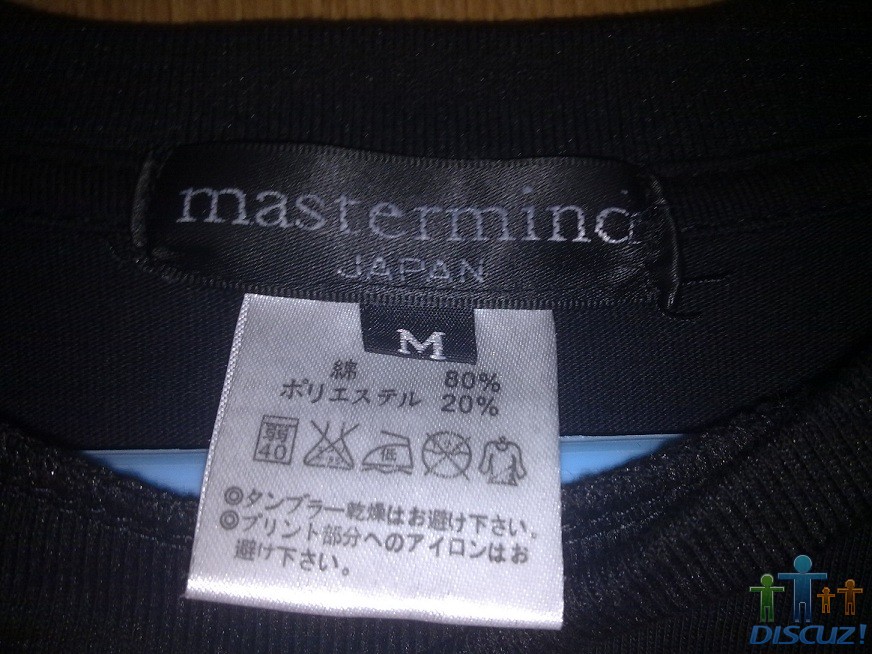 mastermind
JAPAN
M
綿 80%
ポリエステル 20%
弱
40
低
◎タンブラー乾燥はお避け下さい。
◎プリント部分へのアイロンはお
避け下さい。
DISCUZ!